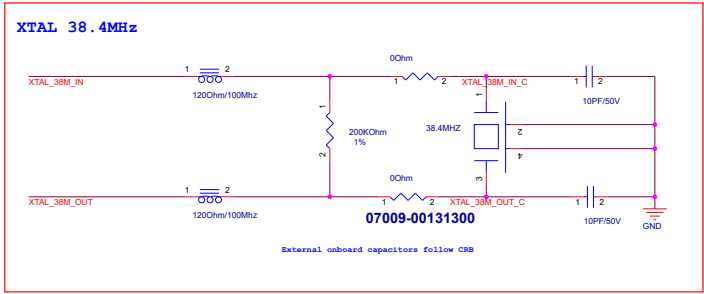 XTAL 38.4MHz
0Ohm
1 2
1 2
XTAL_38M_IN_C
1 2
XTAL_38M_IN
120Ohm/100Mhz
10PF/50V
1
1
200KOhm
1%
38.4MHZ
2
2
4
0Ohm
3
1 2
1 2
XTAL_38M_OUT_C
1 2
XTAL_38M_OUT
120Ohm/100Mhz
07009-00131300
10PF/50V
GND
External onboard capacitors follow CRB